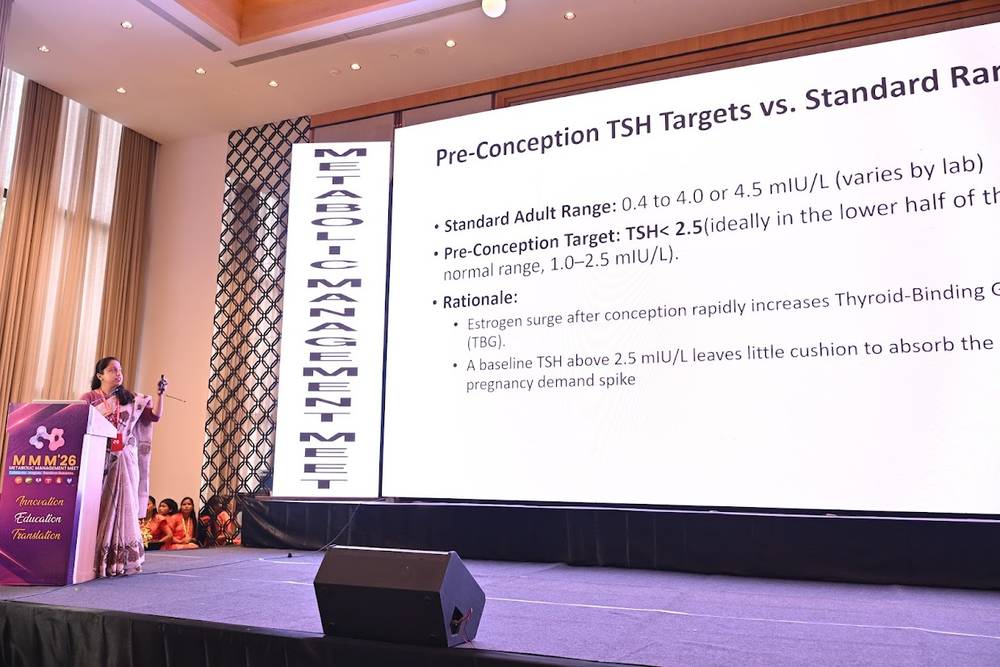 Pre-Conception TSH Targets vs. Standard
• Standard Adult Range: 0.4 to 4.0 or 4.5 mIU/L (varies by lab)
• Pre-Conception Target: TSH< 2.5(ideally in the lower half of
normal range, 1.0–2.5 mIU/L).
• Rationale:
• Estrogen surge after conception rapidly increases Thyroid-Binding
(TBG).
• A baseline TSH above 2.5 mIU/L leaves little cushion to absorb the
pregnancy demand spike
METABOLIC MANAGEMENT MEET
M M M'26
METABOLIC MANAGEMENT MEET
Innovation
Education
Translation